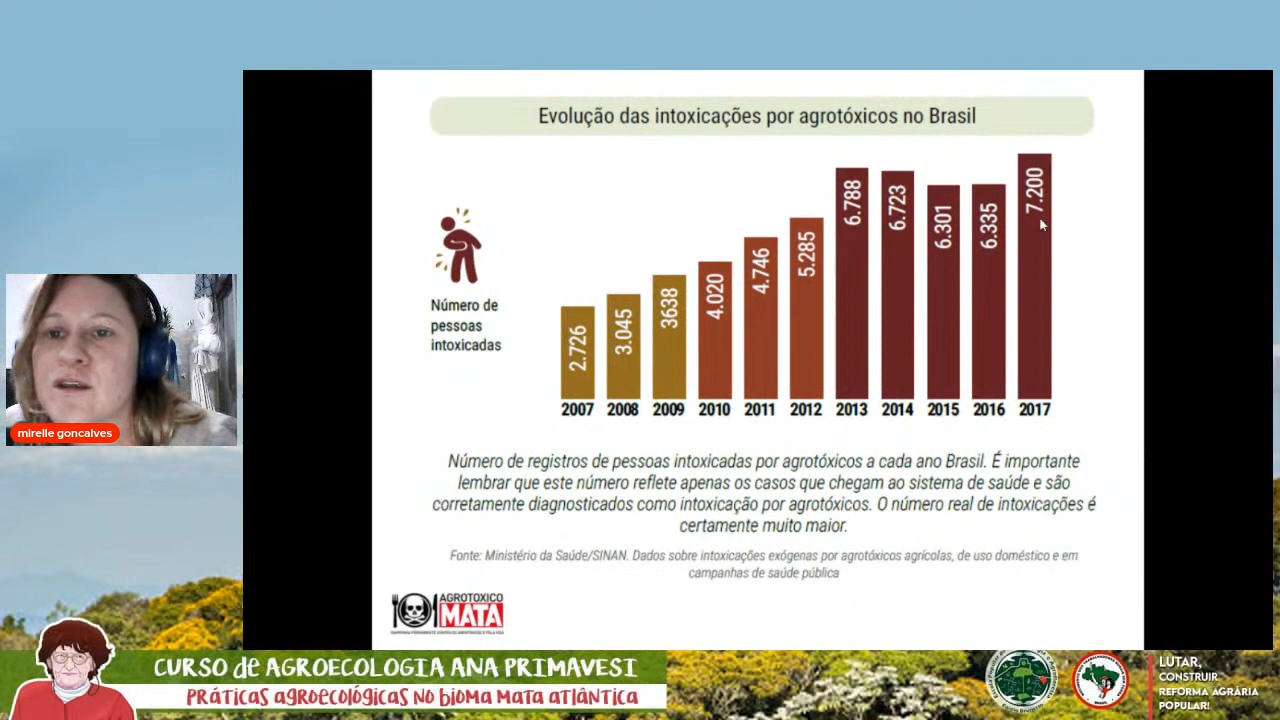 Evolução das intoxicações por agrotóxicos no Brasil
Número de
pessoas
intoxicadas
2.726
3.045
3638
4.020
4.746
5.285
6.788
6.723
6.301
6.335
7.200
2007 2008 2009 2010 2011 2012 2013 2014 2015 2016 2017
Número de registros de pessoas intoxicadas por agrotóxicos a cada ano Brasil. É importante
lembrar que este número reflete apenas os casos que chegam ao sistema de saúde e são
corretamente diagnosticados como intoxicação por agrotóxicos. O número real de intoxicações é
certamente muito maior.
Fonte: Ministério da Saúde/SINAN. Dados sobre intoxicações exógenas por agrotóxicos agrícolas, de uso doméstico e em
campanhas de saúde pública
AGROTOXICO
MATA
mirelle goncalves
CURSO de AGROECOLOGIA ANA PRIMAVESI
PRÁTICAS agroecológicas NO bioma MATA ATLÂNTICA
LUTAR,
CONSTRUIR
REFORMA AGRÁRIA
POPULAR!